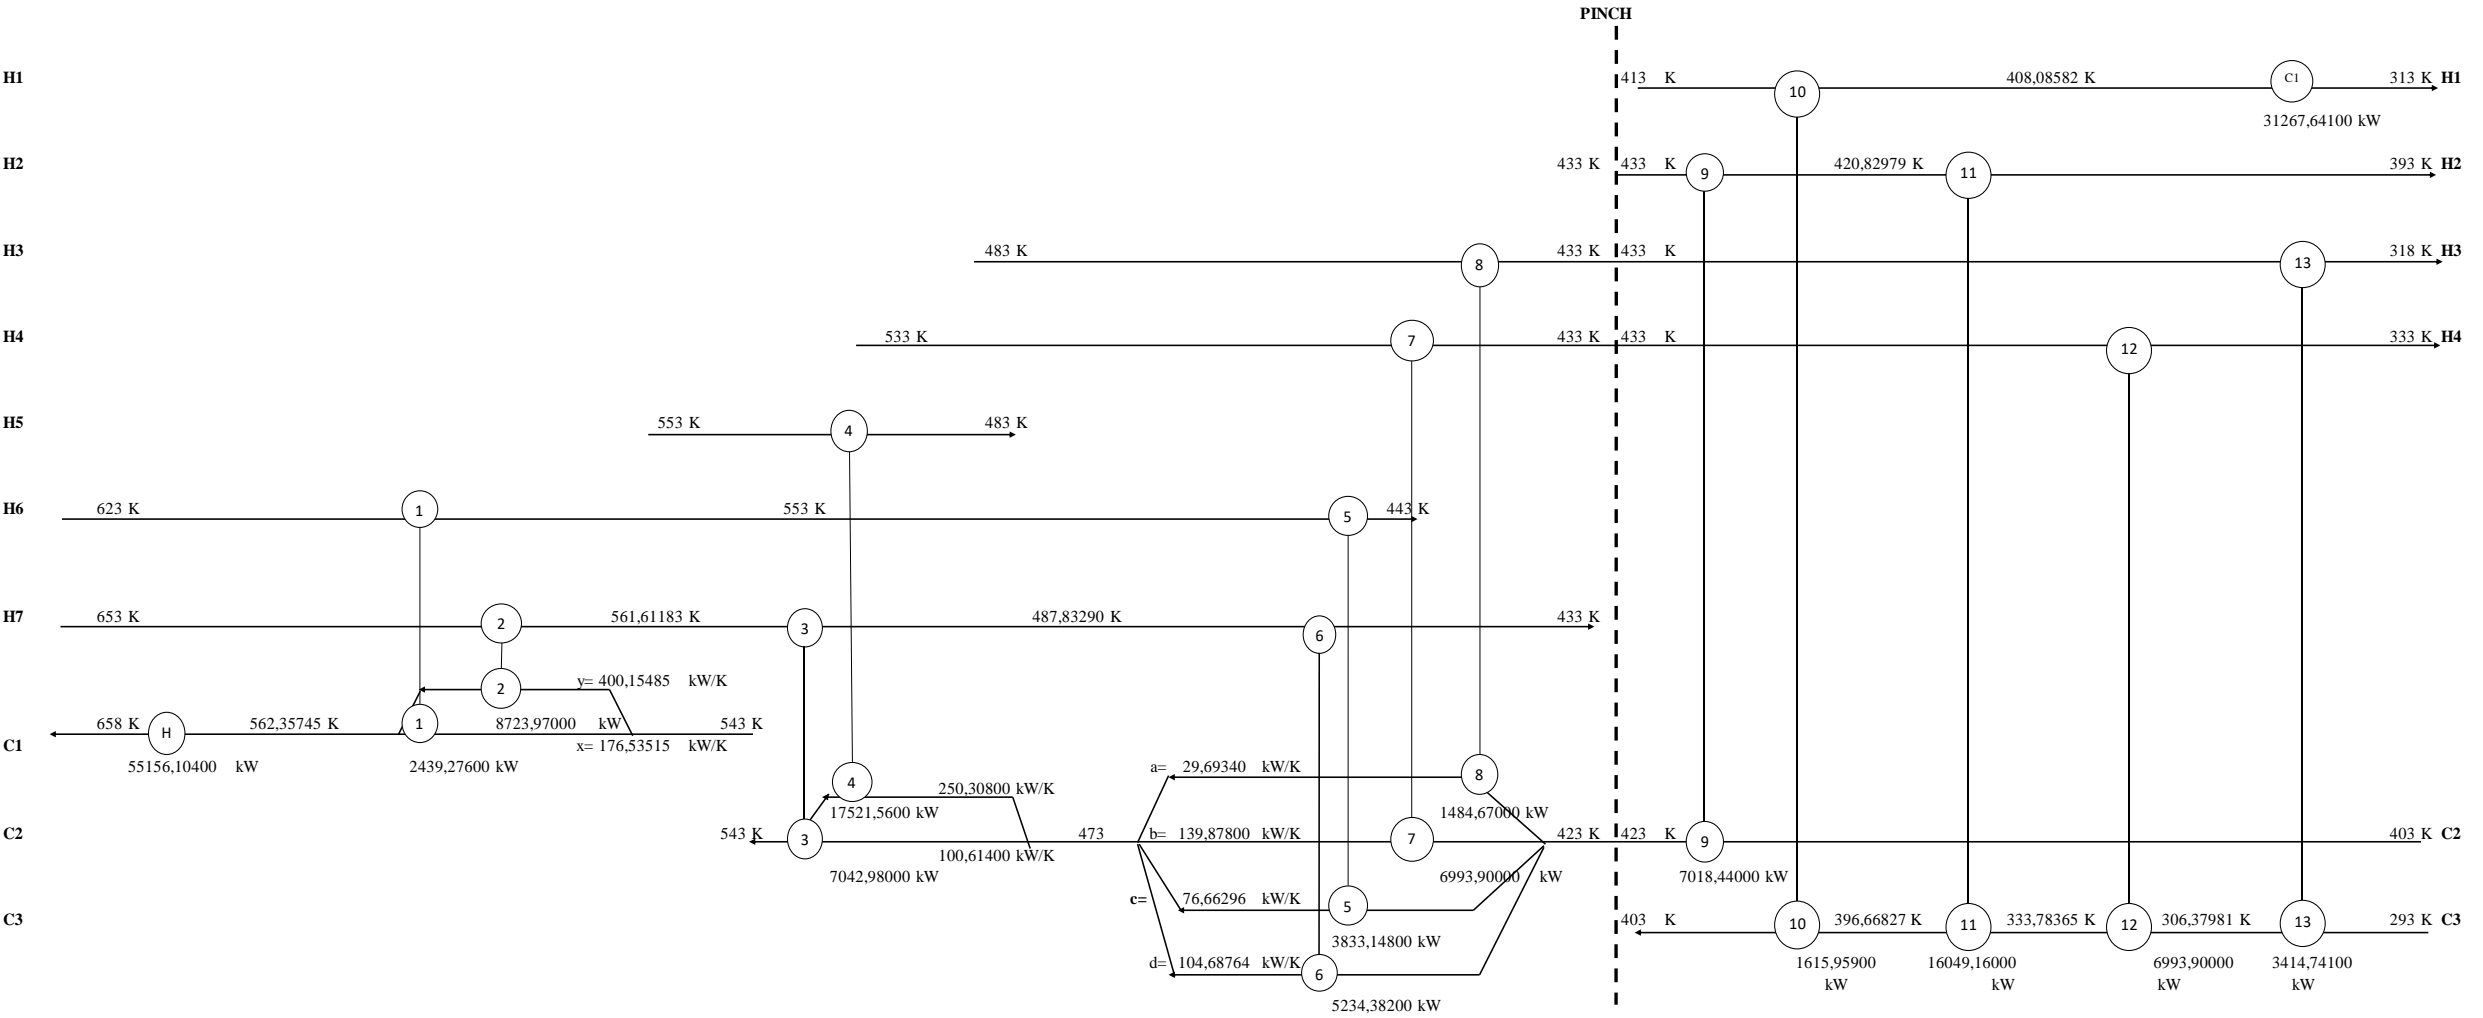 PINCH
H1 413 K 10 408,08582 K C1 313 K H1
31267,64100 kW
H2 433 K 433 K 9 420,82979 K 11 393 K H2
H3 483 K 8 433 K 433 K 13 318 K H3
H4 533 K 7 433 K 433 K 12 333 K H4
H5 553 K 4 483 K
H6 623 K 1 553 K 5 443 K
H7 653 K 2 561,61183 K 3 487,83290 K 6 433 K
2 y= 400,15485 kW/K
658 K H 562,35745 K 1 8723,97000 kW 543 K
C1 x= 176,53515 kW/K
55156,10400 kW 2439,27600 kW a= 29,69340 kW/K 8
4 250,30800 kW/K
17521,5600 kW 1484,67000 kW
C2 543 K 3 473 b= 139,87800 kW/K 7 423 K 423 K 9 403 K C2
100,61400 kW/K
7042,98000 kW 6993,90000 kW 7018,44000 kW
c= 76,66296 kW/K 5
C3 403 K 10 396,66827 K 11 333,78365 K 12 306,37981 K 13 293 K C3
3833,14800 kW
d= 104,68764 kW/K 6 1615,95900 16049,16000 6993,90000 3414,74100
kW kW kW kW
5234,38200 kW